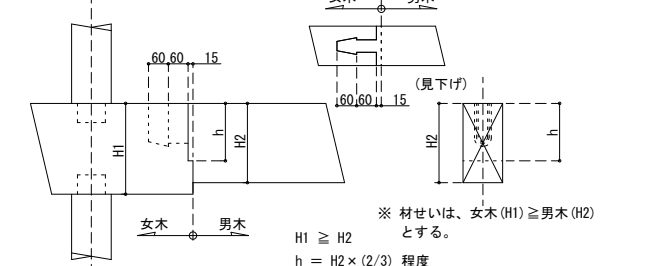 女木 男木
60 60 15
60 60 15
(見下げ)
H1
h
H2
H2
h
女木 男木
※ 材せいは、女木(H1)≧男木(H2)
とする。
H1 ≧ H2
h = H2×(2/3) 程度